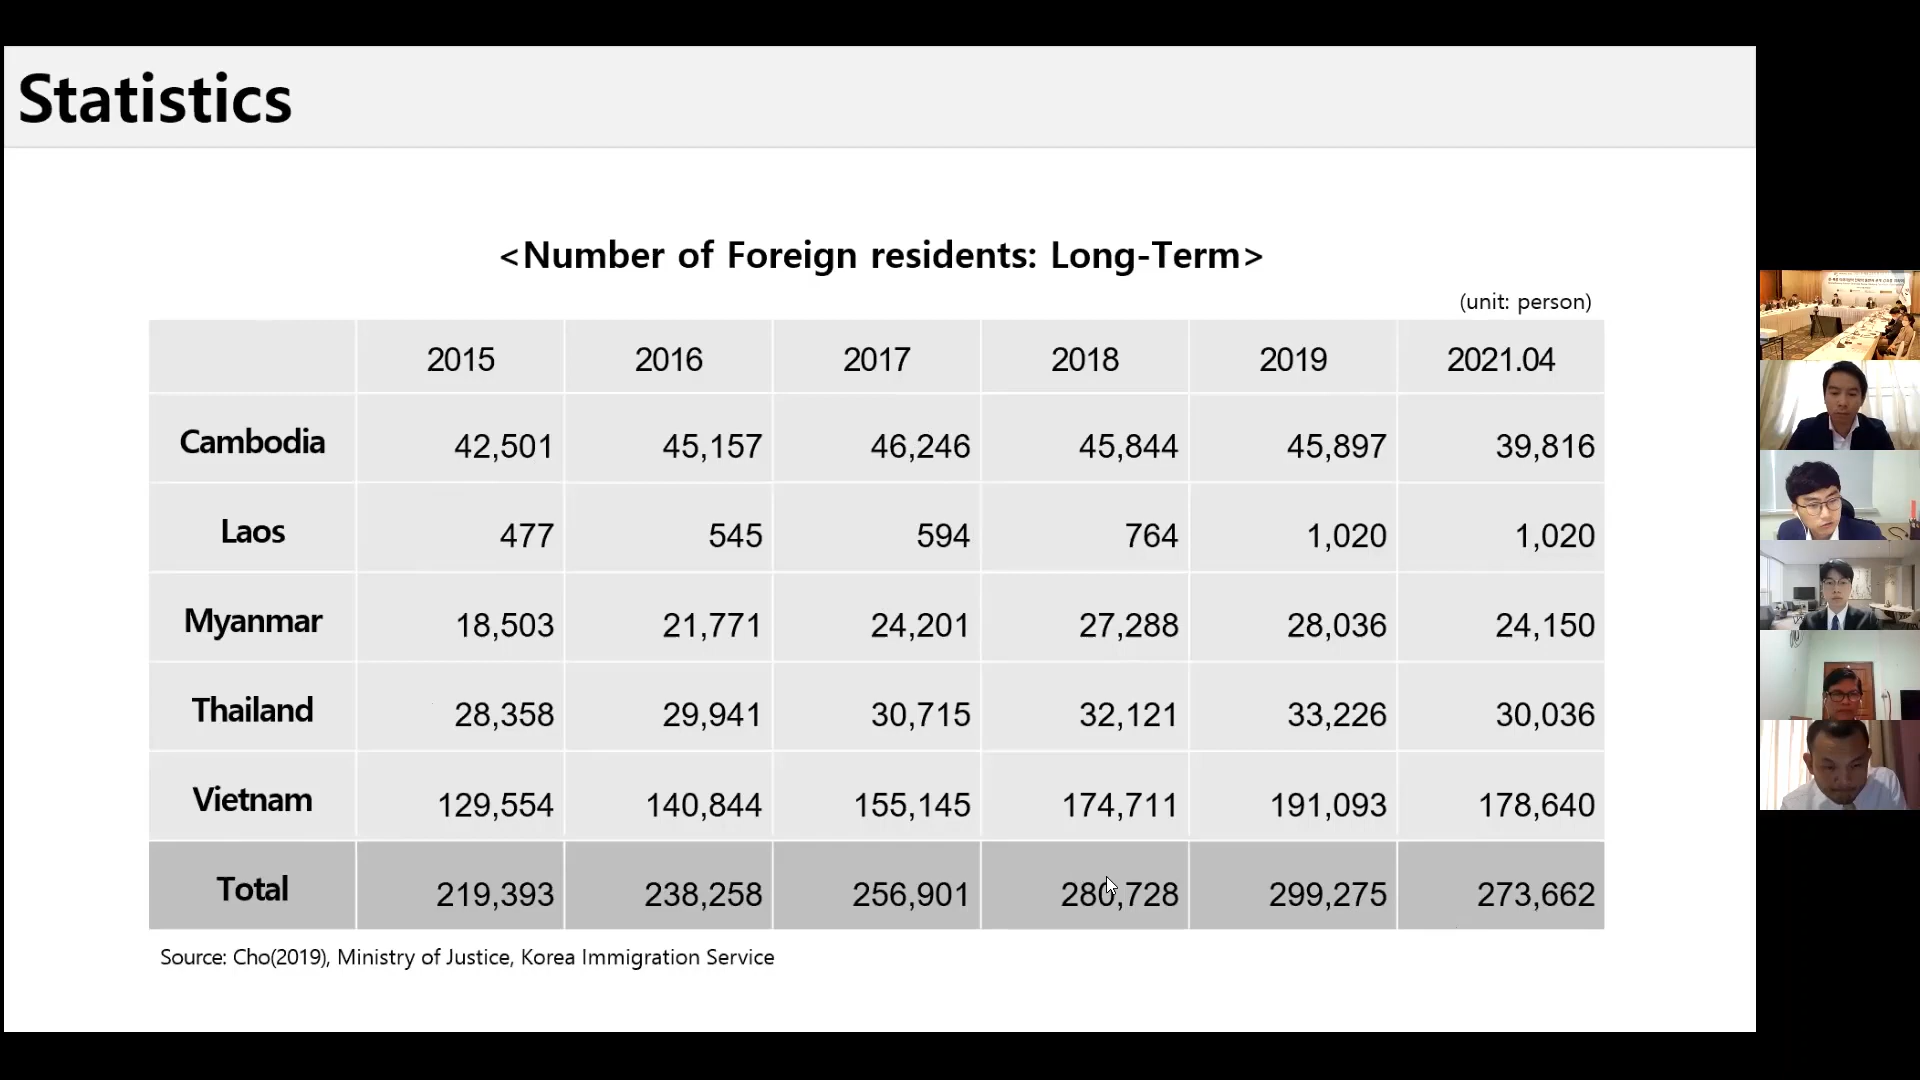 Statistics
<Number of Foreign residents: Long-Term>
(unit: person)
2015 2016 2017 2018 2019 2021.04
Cambodia 42,501 45,157 46,246 45,844 45,897 39,816
Laos 477 545 594 764 1,020 1,020
Myanmar 18,503 21,771 24,201 27,288 28,036 24,150
Thailand 28,358 29,941 30,715 32,121 33,226 30,036
Vietnam 129,554 140,844 155,145 174,711 191,093 178,640
Total 219,393 238,258 256,901 280,728 299,275 273,662
Source: Cho(2019), Ministry of Justice, Korea Immigration Service